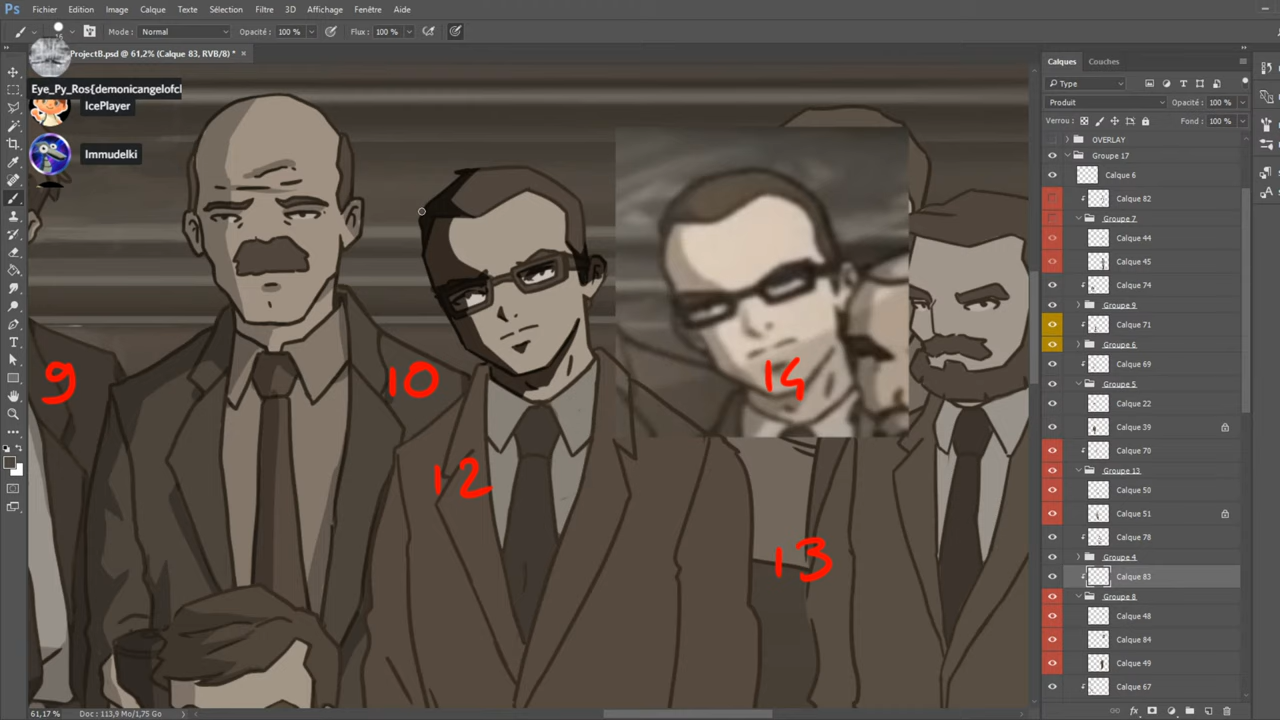 Ps Fichier Edition Image Calque Texte Sélection Filtre 3D Affichage Fenêtre Aide
Mode : Normal Opacité : 100 % Flux : 100 %
ProjectB.psd @ 61,2% (Calque 83, RVB/8) * ×
Eye_Py_Ros{demonicangelofcl
IcePlayer
Immudelki
9
10
12
13
Calques Couches
Type
Produit Opacité : 100 %
Verrou : Fond : 100 %
OVERLAY
Groupe 17
Calque 6
Calque 82
Groupe 7
Calque 44
Calque 45
Calque 74
Groupe 9
Calque 71
Groupe 6
Calque 69
Groupe 5
Calque 22
Calque 39
Calque 70
Groupe 13
Calque 50
Calque 51
Calque 78
Groupe 4
Calque 83
Groupe 8
Calque 48
Calque 84
Calque 49
Calque 67
fx
61,17 % Doc : 113,9 Mo/1,75 Go